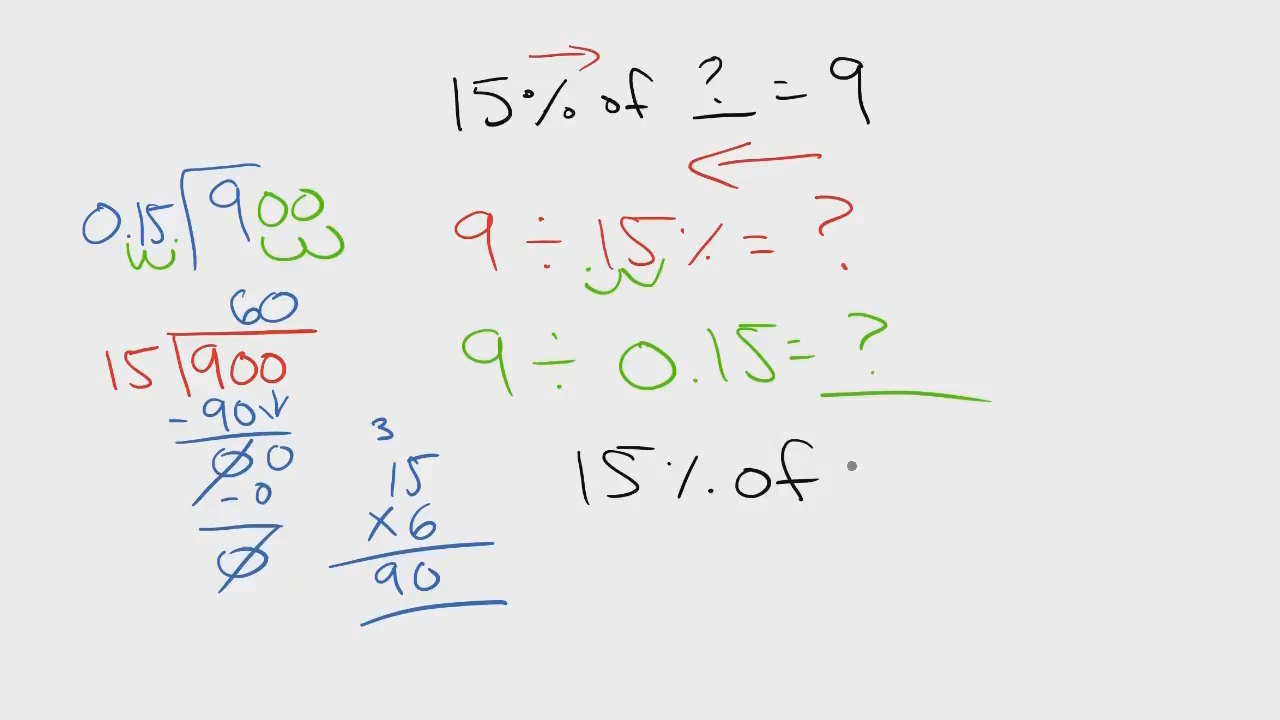 15% of ? = 9
9 ÷ 15% = ?
9 ÷ 0.15 = ?
15% of
0.15 900
60
15 900
- 90
00
- 0
0
3
15
× 6
90